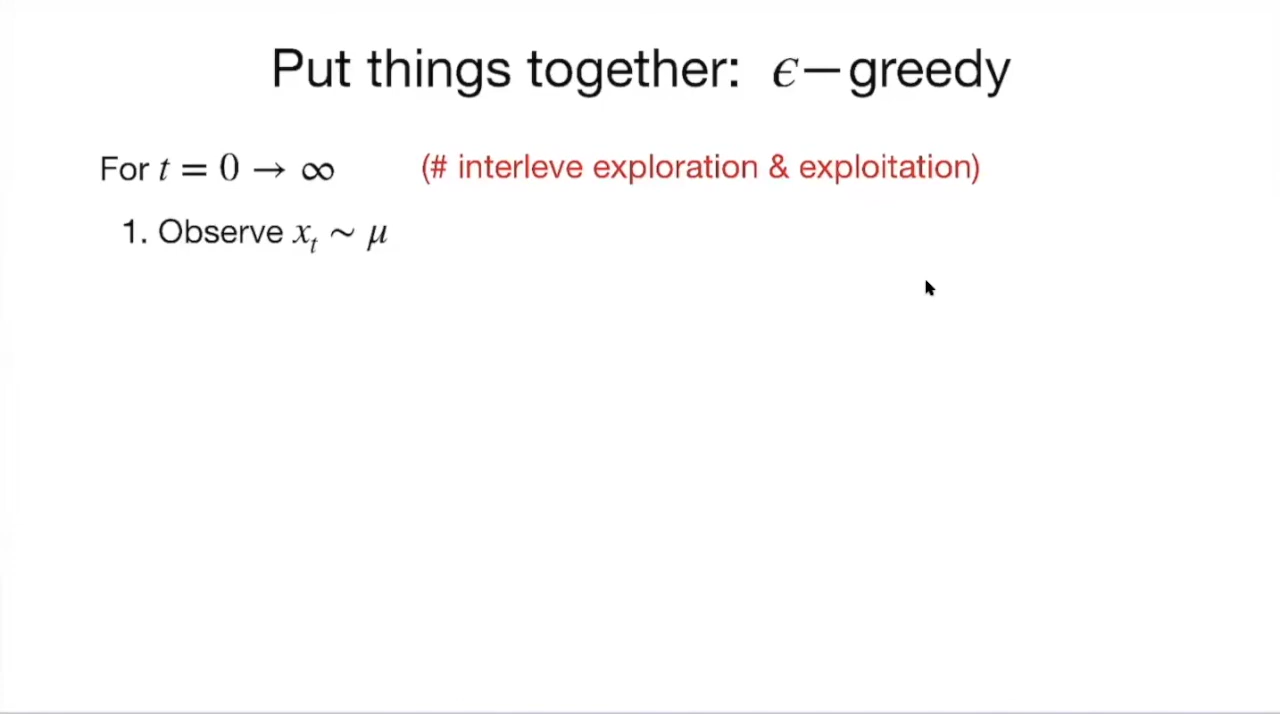 Put things together: ϵ−greedy
For t = 0 → ∞ (# interleve exploration & exploitation)
1. Observe xₜ ∼ μ